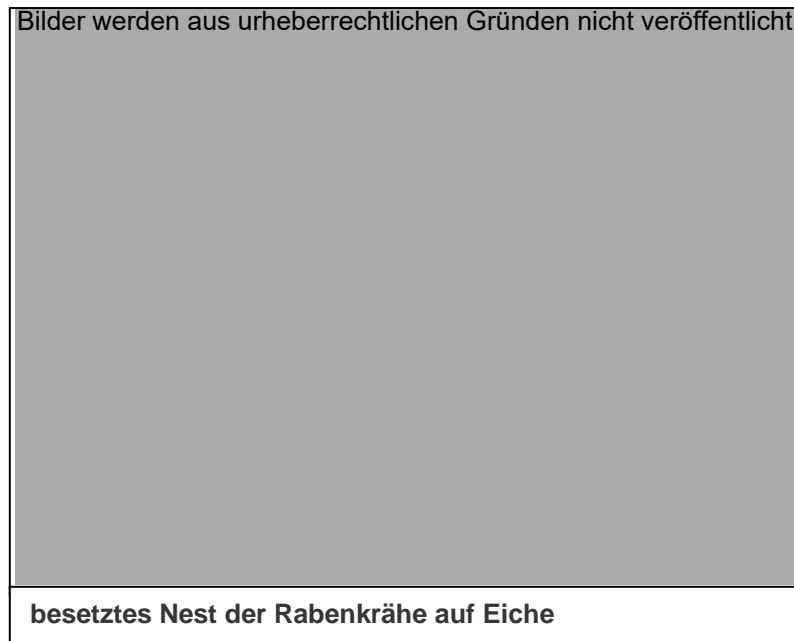 Bilder werden aus urheberrechtlichen Gründen nicht veröffentlicht
besetztes Nest der Rabenkrähe auf Eiche